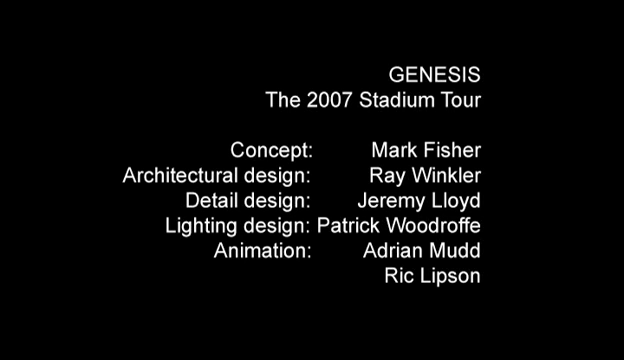 GENESIS
The 2007 Stadium Tour
Concept: Mark Fisher
Architectural design: Ray Winkler
Detail design: Jeremy Lloyd
Lighting design: Patrick Woodroffe
Animation: Adrian Mudd
Ric Lipson